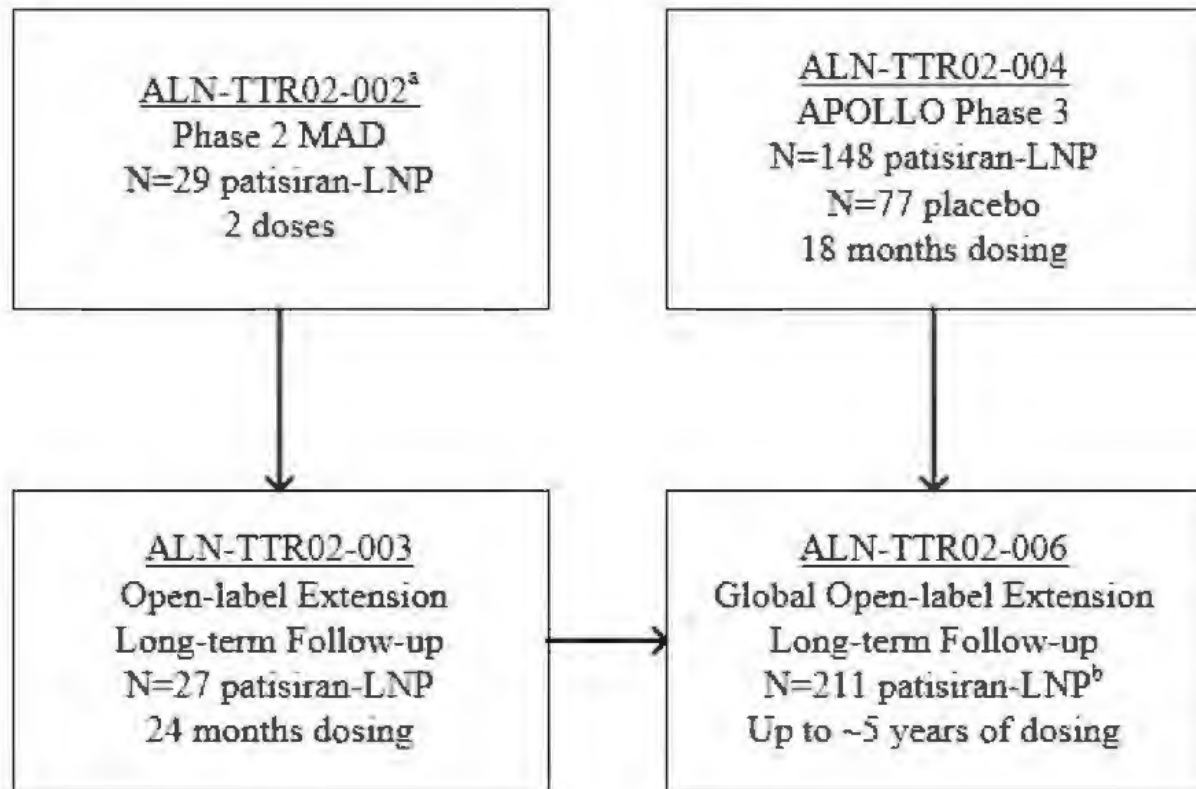 ALN-TTR02-002ᵃ
Phase 2 MAD
N=29 patisiran-LNP
2 doses
ALN-TTR02-004
APOLLO Phase 3
N=148 patisiran-LNP
N=77 placebo
18 months dosing
ALN-TTR02-003
Open-label Extension
Long-term Follow-up
N=27 patisiran-LNP
24 months dosing
ALN-TTR02-006
Global Open-label Extension
Long-term Follow-up
N=211 patisiran-LNPᵇ
Up to ~5 years of dosing